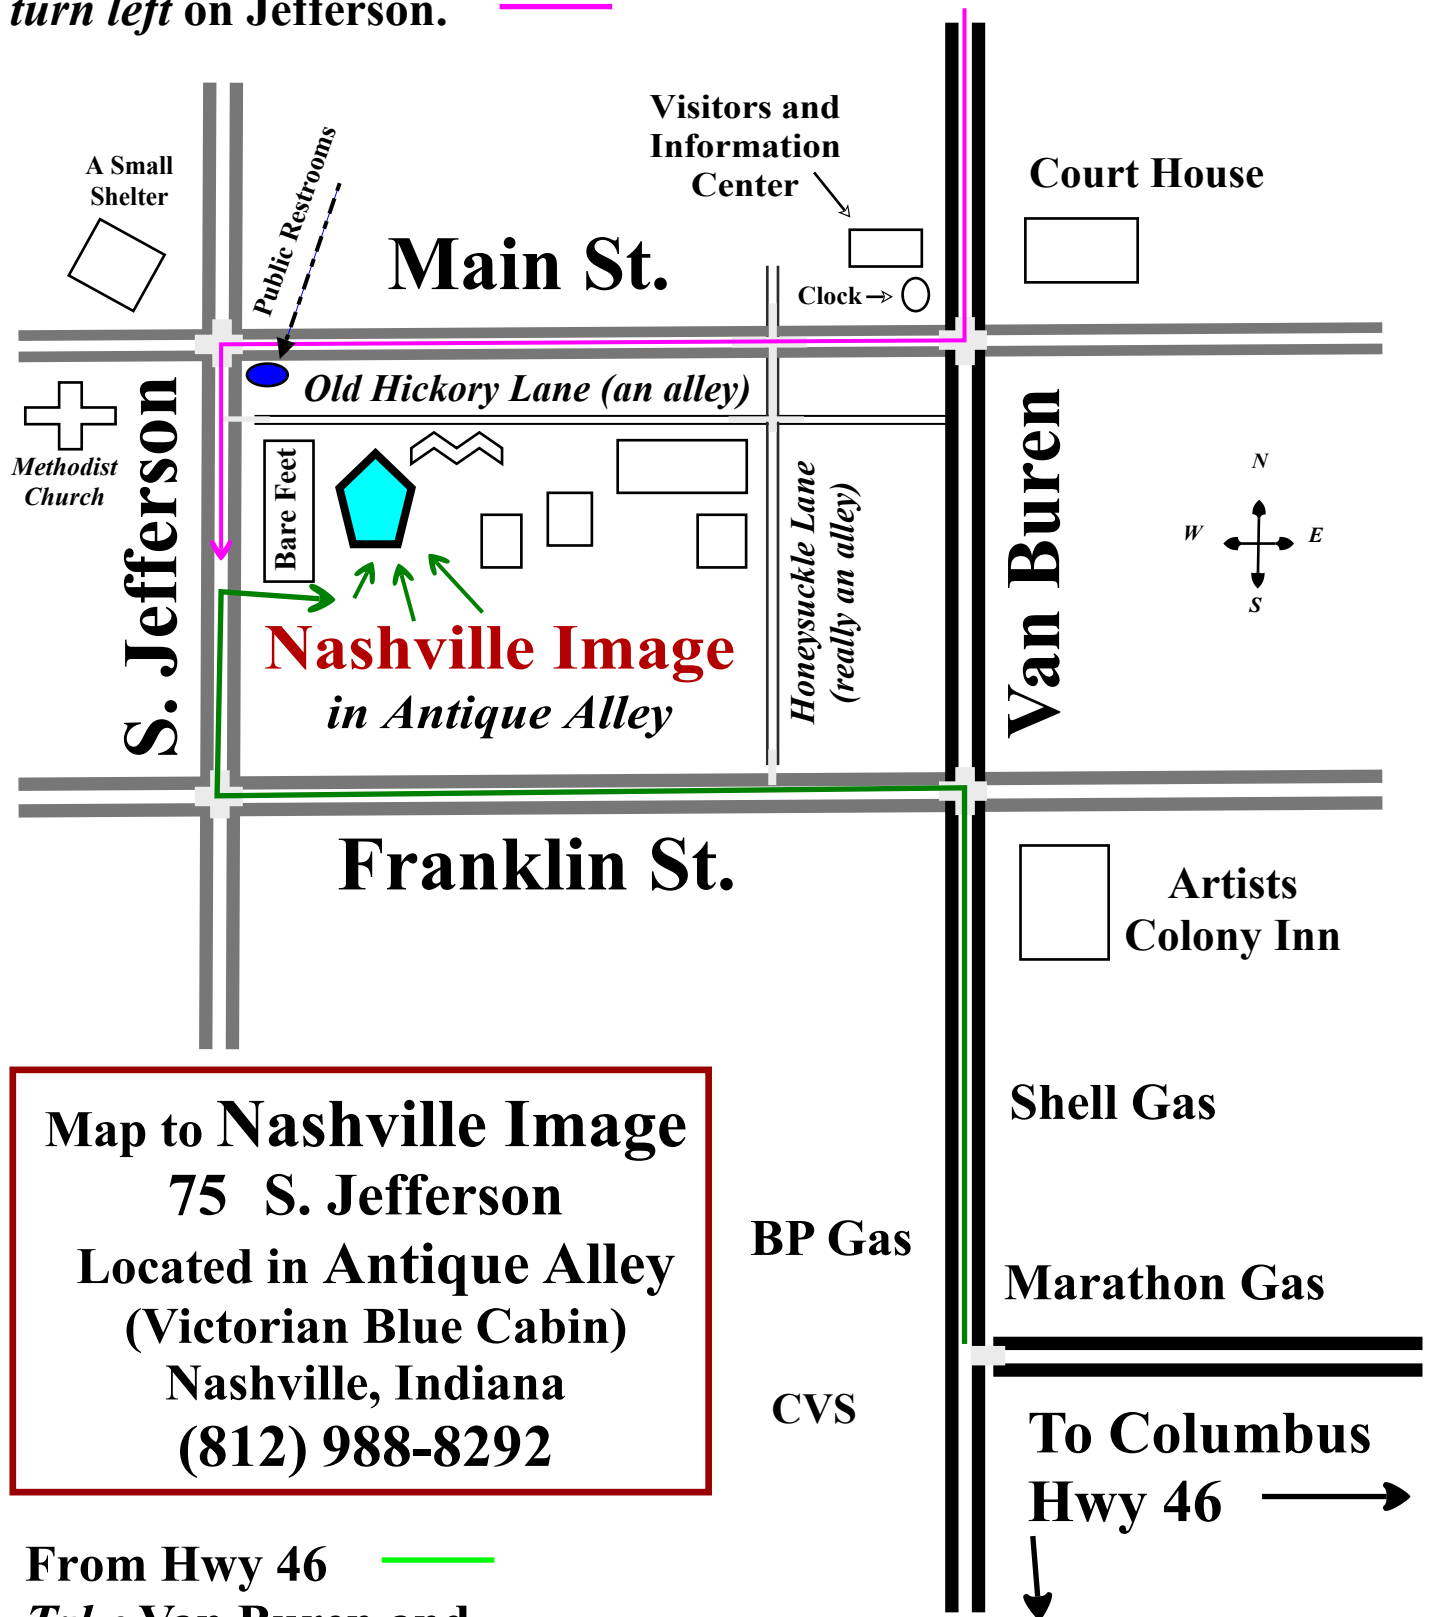 turn left on Jefferson.
Visitors and
Information
Center
Court House
A Small
Shelter
Public Restrooms
Main St.
Clock
Old Hickory Lane (an alley)
Methodist
Church
S. Jefferson
Bare Feet
Honeysuckle Lane
(really an alley)
Van Buren
N
W
E
S
Nashville Image
in Antique Alley
Franklin St.
Artists
Colony Inn
Shell Gas
Map to Nashville Image
75 S. Jefferson
Located in Antique Alley
(Victorian Blue Cabin)
Nashville, Indiana
(812) 988-8292
BP Gas
Marathon Gas
CVS
To Columbus
Hwy 46
From Hwy 46
Take Van Buren and